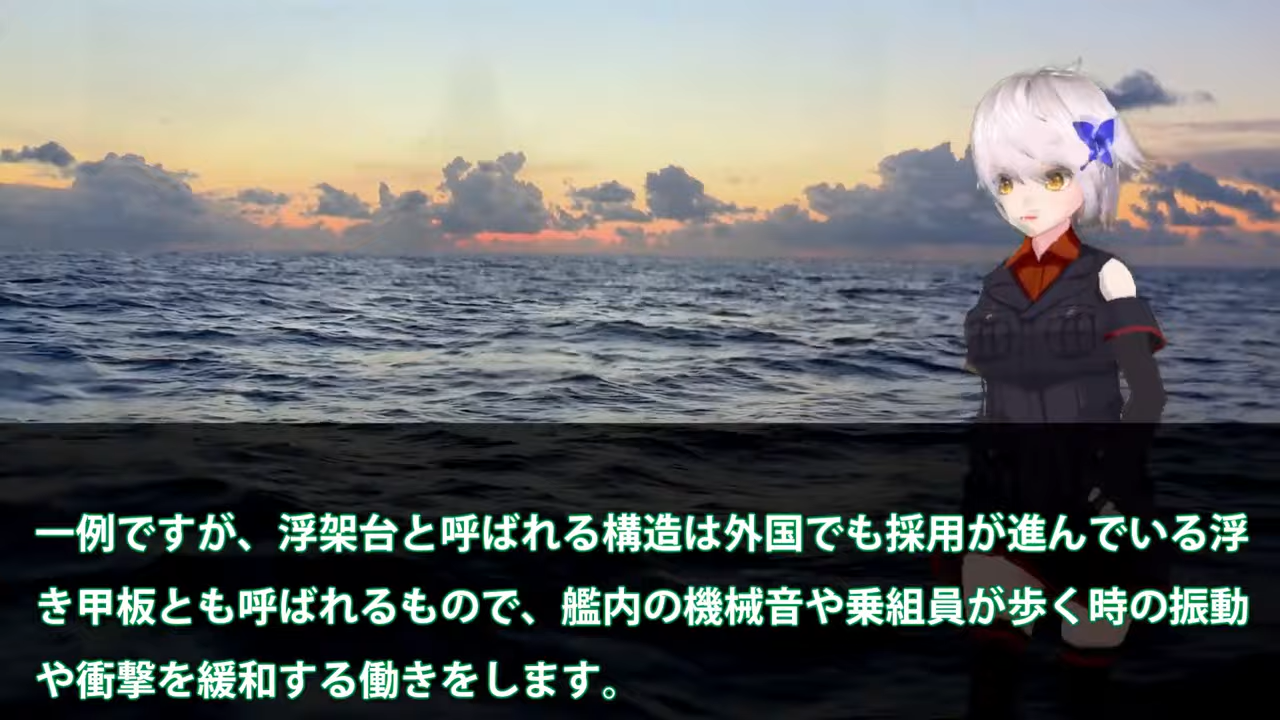 一例ですが、浮架台と呼ばれる構造は外国でも採用が進んでいる浮
き甲板とも呼ばれるもので、艦内の機械音や乗組員が歩く時の振動
や衝撃を緩和する働きをします。